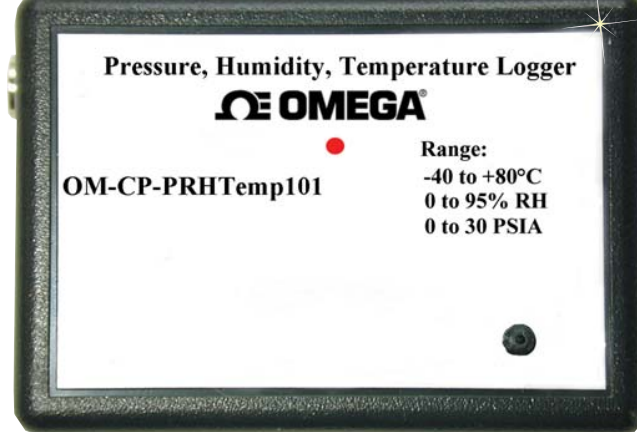 Pressure, Humidity, Temperature Logger
OMEGA®
OM-CP-PRHTemp101
Range:
-40 to +80°C
0 to 95% RH
0 to 30 PSIA